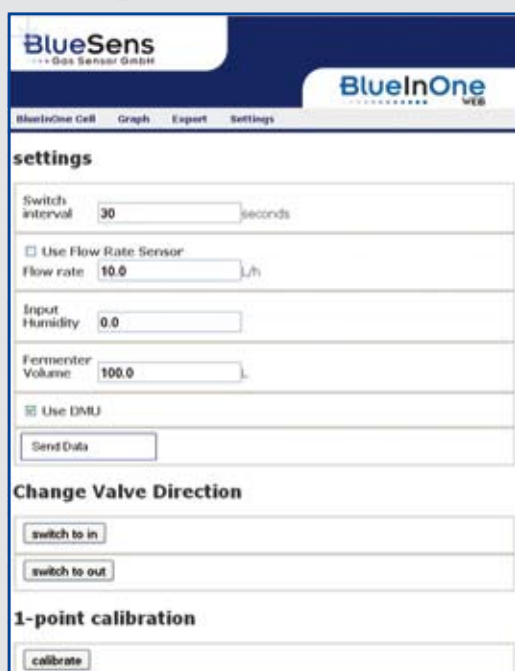 BlueSens
Gas Sensor GmbH
BlueInOne
WEB
BlueInOne Cell Graph Export Settings
settings
Switch
interval 30 seconds
Use Flow Rate Sensor
Flow rate 10.0 L/h
Input
Humidity 0.0
Fermenter
Volume 100.0 L
Use DMU
Send Data
Change Valve Direction
switch to in
switch to out
1-point calibration
calibrate